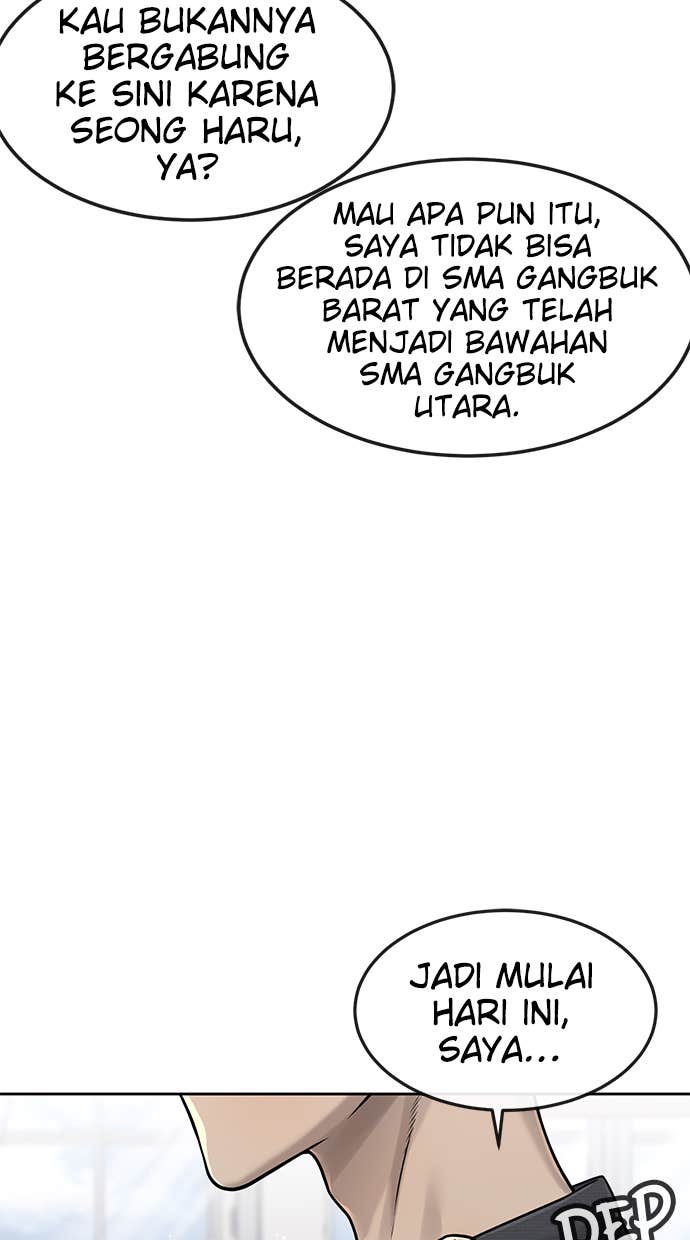 KAU BUKANNYA
BERGABUNG
KE SINI KARENA
SEONG HARU,
YA?
MAU APA PUN ITU,
SAYA TIDAK BISA
BERADA DI SMA GANGBUK
BARAT YANG TELAH
MENJADI BAWAHAN
SMA GANGBUK
UTARA.
JADI MULAI
HARI INI,
SAYA...
DEP